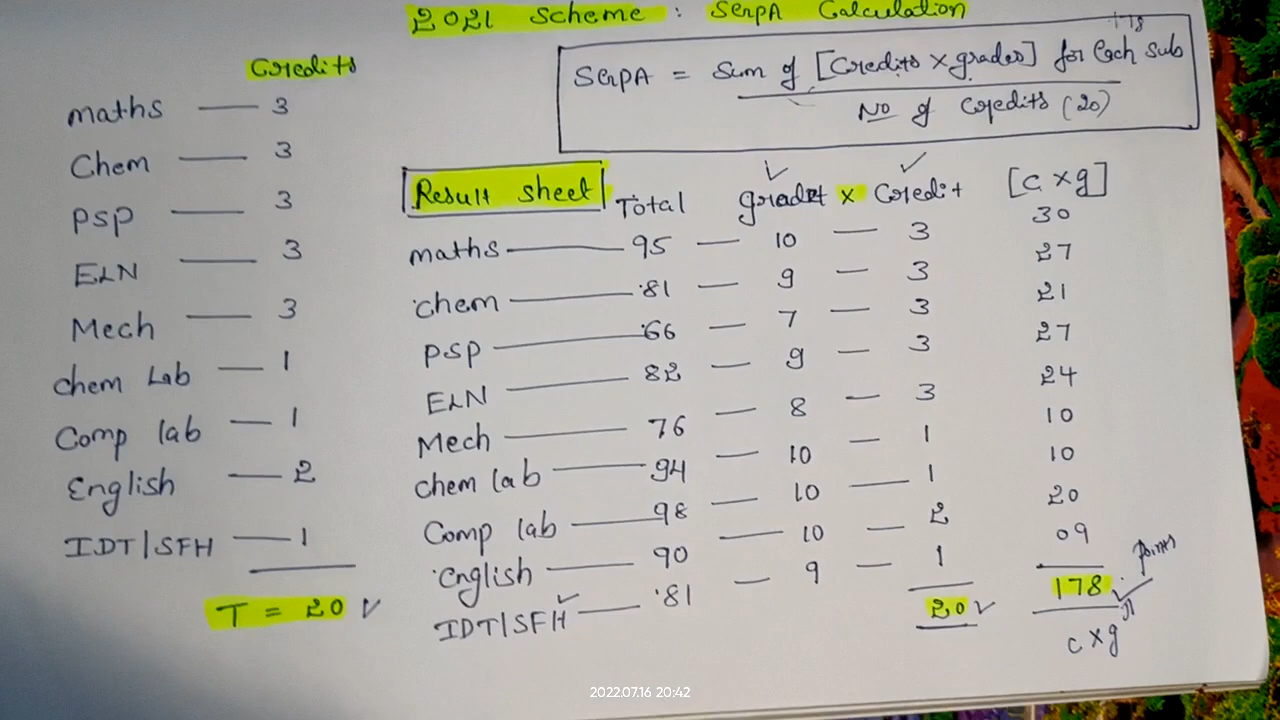 2021 Scheme : SGPA Calculation
SGPA = Sum of [Credits x grades] for Each sub
No of Credits (20)
Credits
maths — 3
Chem — 3
PSP — 3
ELN — 3
Mech — 3
chem Lab — 1
Comp lab — 1
English — 2
IDT/SFH — 1
T = 20 ✓
Result sheet Total grade x Credit [c x g]
maths — 95 — 10 — 3 30
chem — 81 — 9 — 3 27
PSP — 66 — 7 — 3 21
ELN — 82 — 9 — 3 27
Mech — 76 — 8 — 3 24
chem lab — 94 — 10 — 1 10
Comp lab — 98 — 10 — 1 10
English — 90 — 10 — 2 20
IDT/SFH — 81 — 9 — 1 09
20 ✓ 178 points
c x g
2022.07.16 20:42